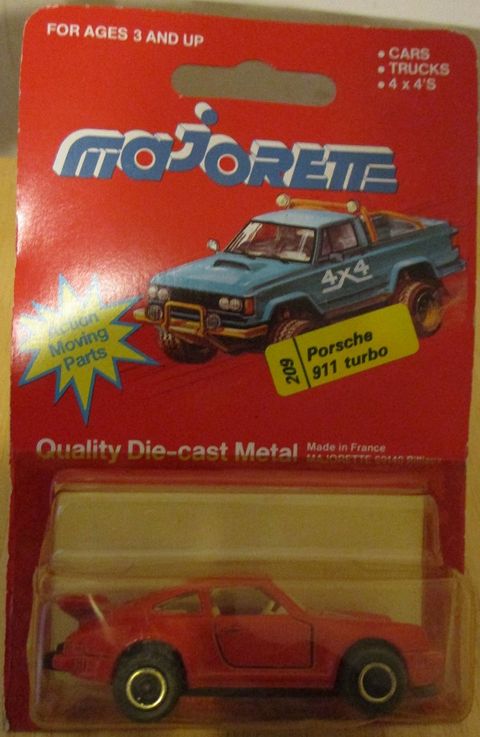 FOR AGES 3 AND UP
• CARS
• TRUCKS
• 4 x 4'S
MAJORETTE
4X4
Action
Moving
Parts
209
Porsche
911 turbo
Quality Die-cast Metal
Made in France
MAJORETTE